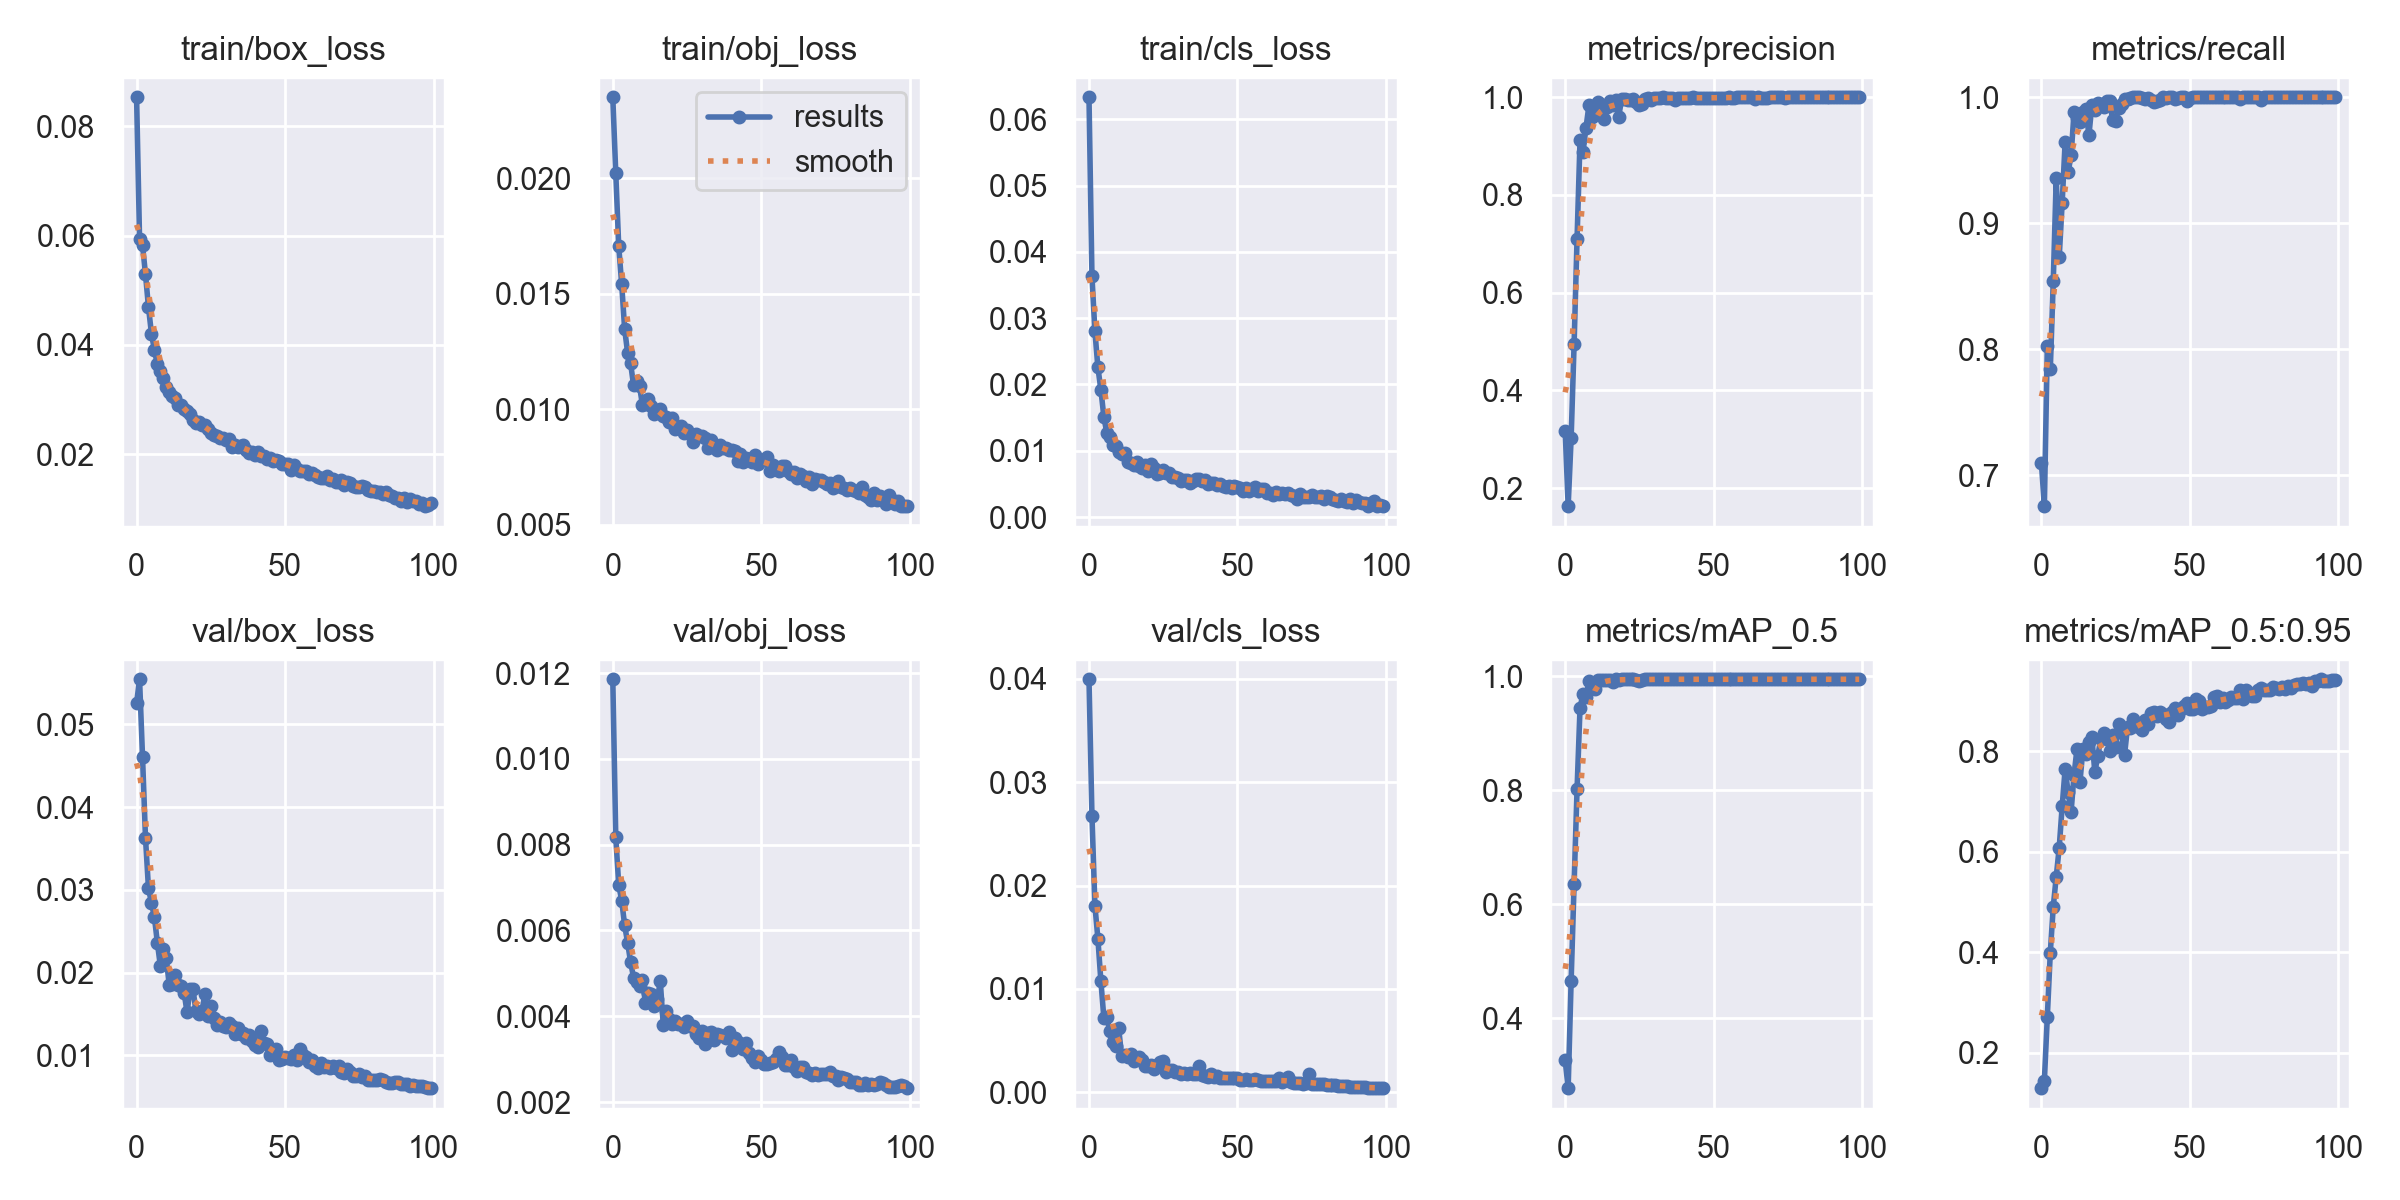 train/box_loss
train/obj_loss
train/cls_loss
metrics/precision
metrics/recall
0.08
0.06
0.04
0.02
0 50 100
results
smooth
0.020
0.015
0.010
0.005
0 50 100
0.06
0.05
0.04
0.03
0.02
0.01
0.00
0 50 100
1.0
0.8
0.6
0.4
0.2
0 50 100
1.0
0.9
0.8
0.7
0 50 100
val/box_loss
val/obj_loss
val/cls_loss
metrics/mAP_0.5
metrics/mAP_0.5:0.95
0.05
0.04
0.03
0.02
0.01
0 50 100
0.012
0.010
0.008
0.006
0.004
0.002
0 50 100
0.04
0.03
0.02
0.01
0.00
0 50 100
1.0
0.8
0.6
0.4
0 50 100
0.8
0.6
0.4
0.2
0 50 100